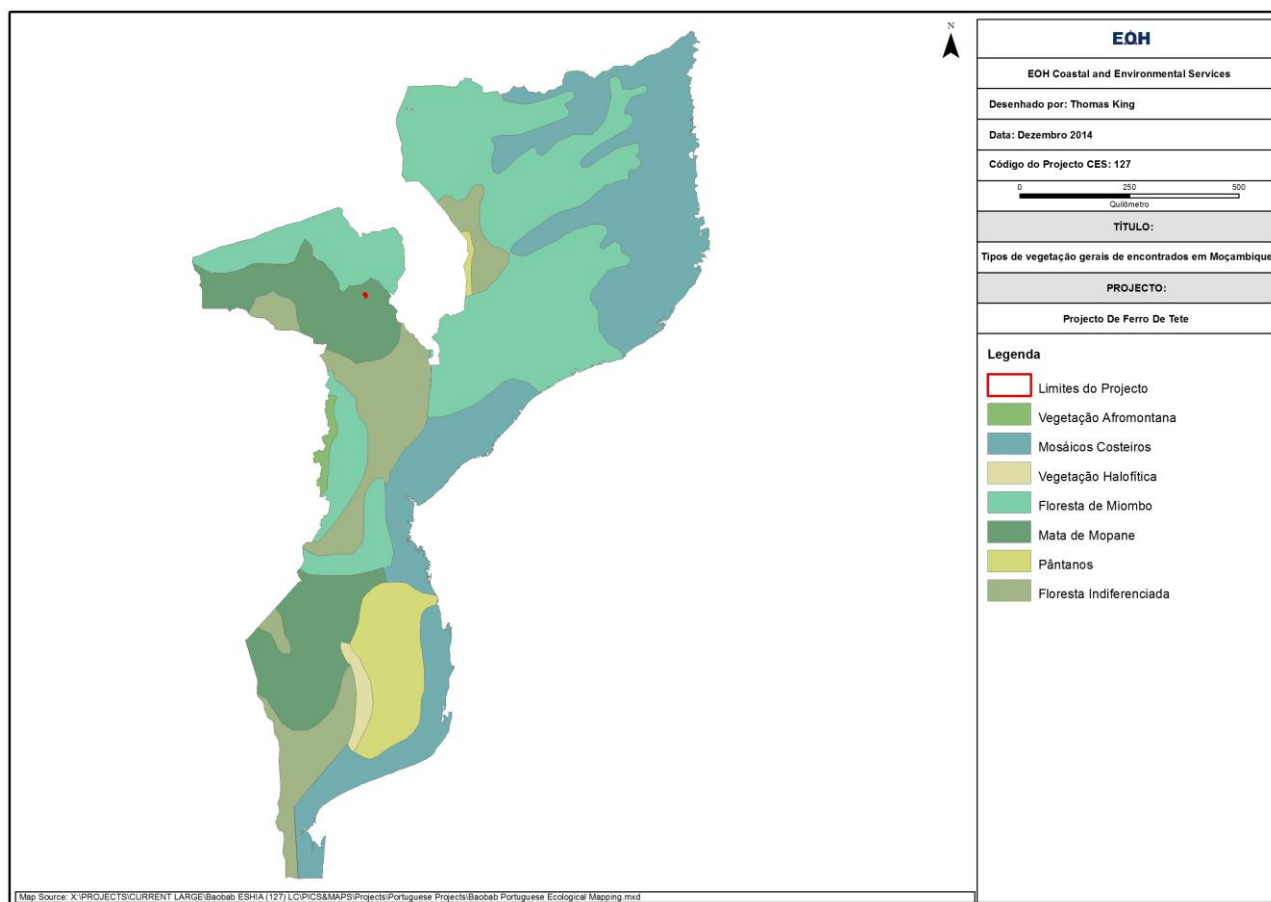 N
EOH
EOH Coastal and Environmental Services
Desenhado por: Thomas King
Data: Dezembro 2014
Código do Projecto CES: 127
0 250 500
Quilômetro
TÍTULO:
Tipos de vegetação gerais de encontrados em Moçambique
PROJECTO:
Projecto De Ferro De Tete
Legenda
Limites do Projecto
Vegetação Afromontana
Mosáicos Costeiros
Vegetação Halofítica
Floresta de Miombo
Mata de Mopane
Pântanos
Floresta Indiferenciada
Map Source: X:\PROJECTS\CURRENT LARGE\Baobab ESHIA (127) LC\PICS&MAPS\Projects\Portuguese Projects\Baobab Portuguese Ecological Mapping.mxd